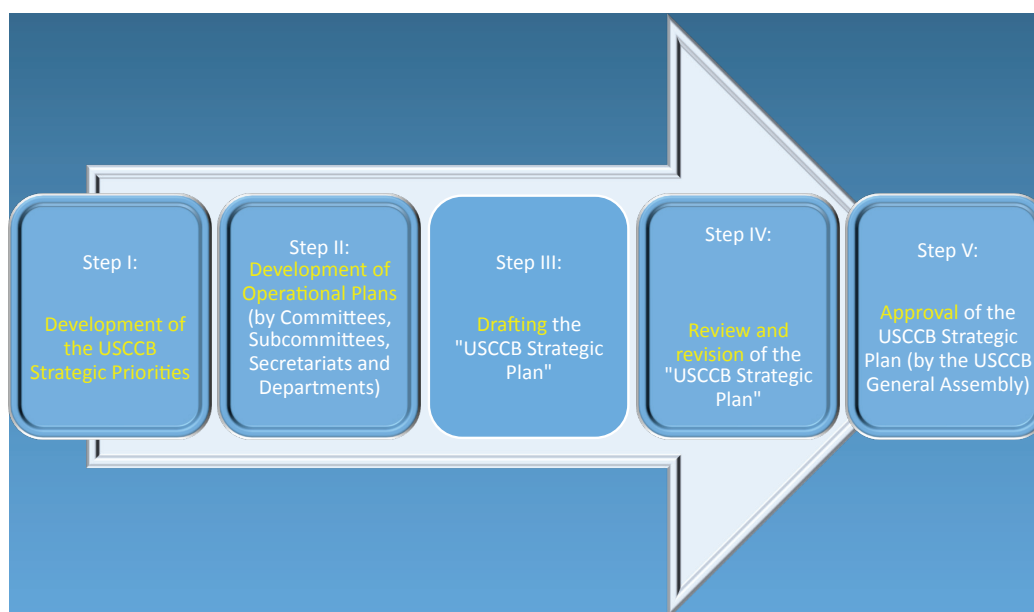 Step I:
Development of
the USCCB
Strategic Priorities
Step II:
Development of
Operational Plans
(by Committees,
Subcommittees,
Secretariats and
Departments)
Step III:
Drafting the
"USCCB Strategic
Plan"
Step IV:
Review and
revision of the
"USCCB Strategic
Plan"
Step V:
Approval of the
USCCB Strategic
Plan (by the USCCB
General Assembly)